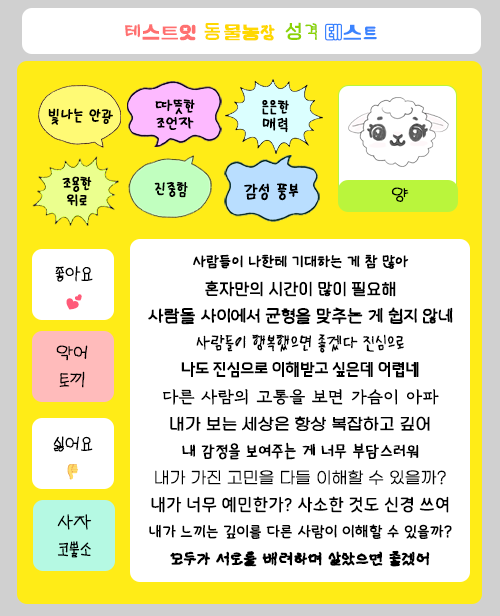 테스트잇 동물농장 성격 테스트
빛나는 안광
따뜻한
조언자
은은한
매력
조용한
위로
진중함
감성 풍부
양
좋아요
악어
토끼
싫어요
사자
코뿔소
사람들이 나한테 기대하는 게 참 많아
혼자만의 시간이 많이 필요해
사람들 사이에서 균형을 맞추는 게 쉽지 않네
사람들이 행복했으면 좋겠다 진심으로
나도 진심으로 이해받고 싶은데 어렵네
다른 사람의 고통을 보면 가슴이 아파
내가 보는 세상은 항상 복잡하고 깊어
내 감정을 보여주는 게 너무 부담스러워
내가 가진 고민을 다들 이해할 수 있을까?
내가 너무 예민한가? 사소한 것도 신경 쓰여
내가 느끼는 깊이를 다른 사람이 이해할 수 있을까?
모두가 서로를 배려하며 살았으면 좋겠어